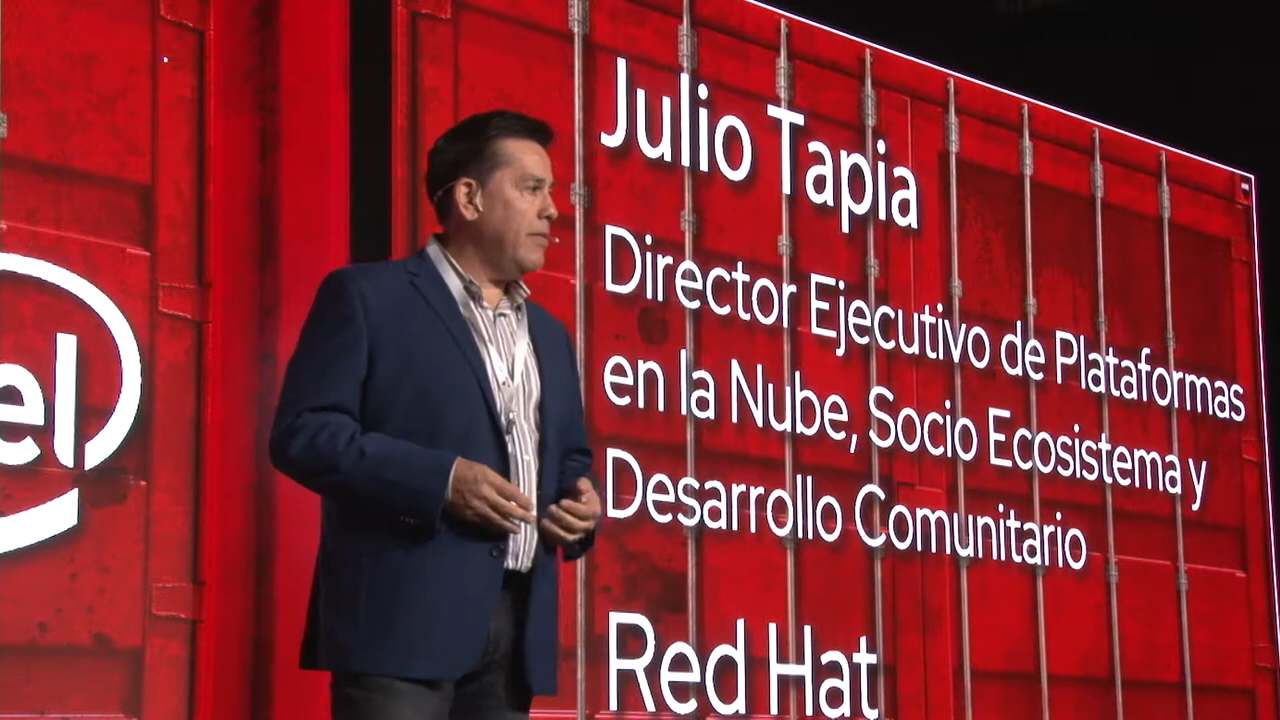 Julio Tapia
Director Ejecutivo de Plataformas
en la Nube, Socio Ecosistema y
Desarrollo Comunitario
Red Hat